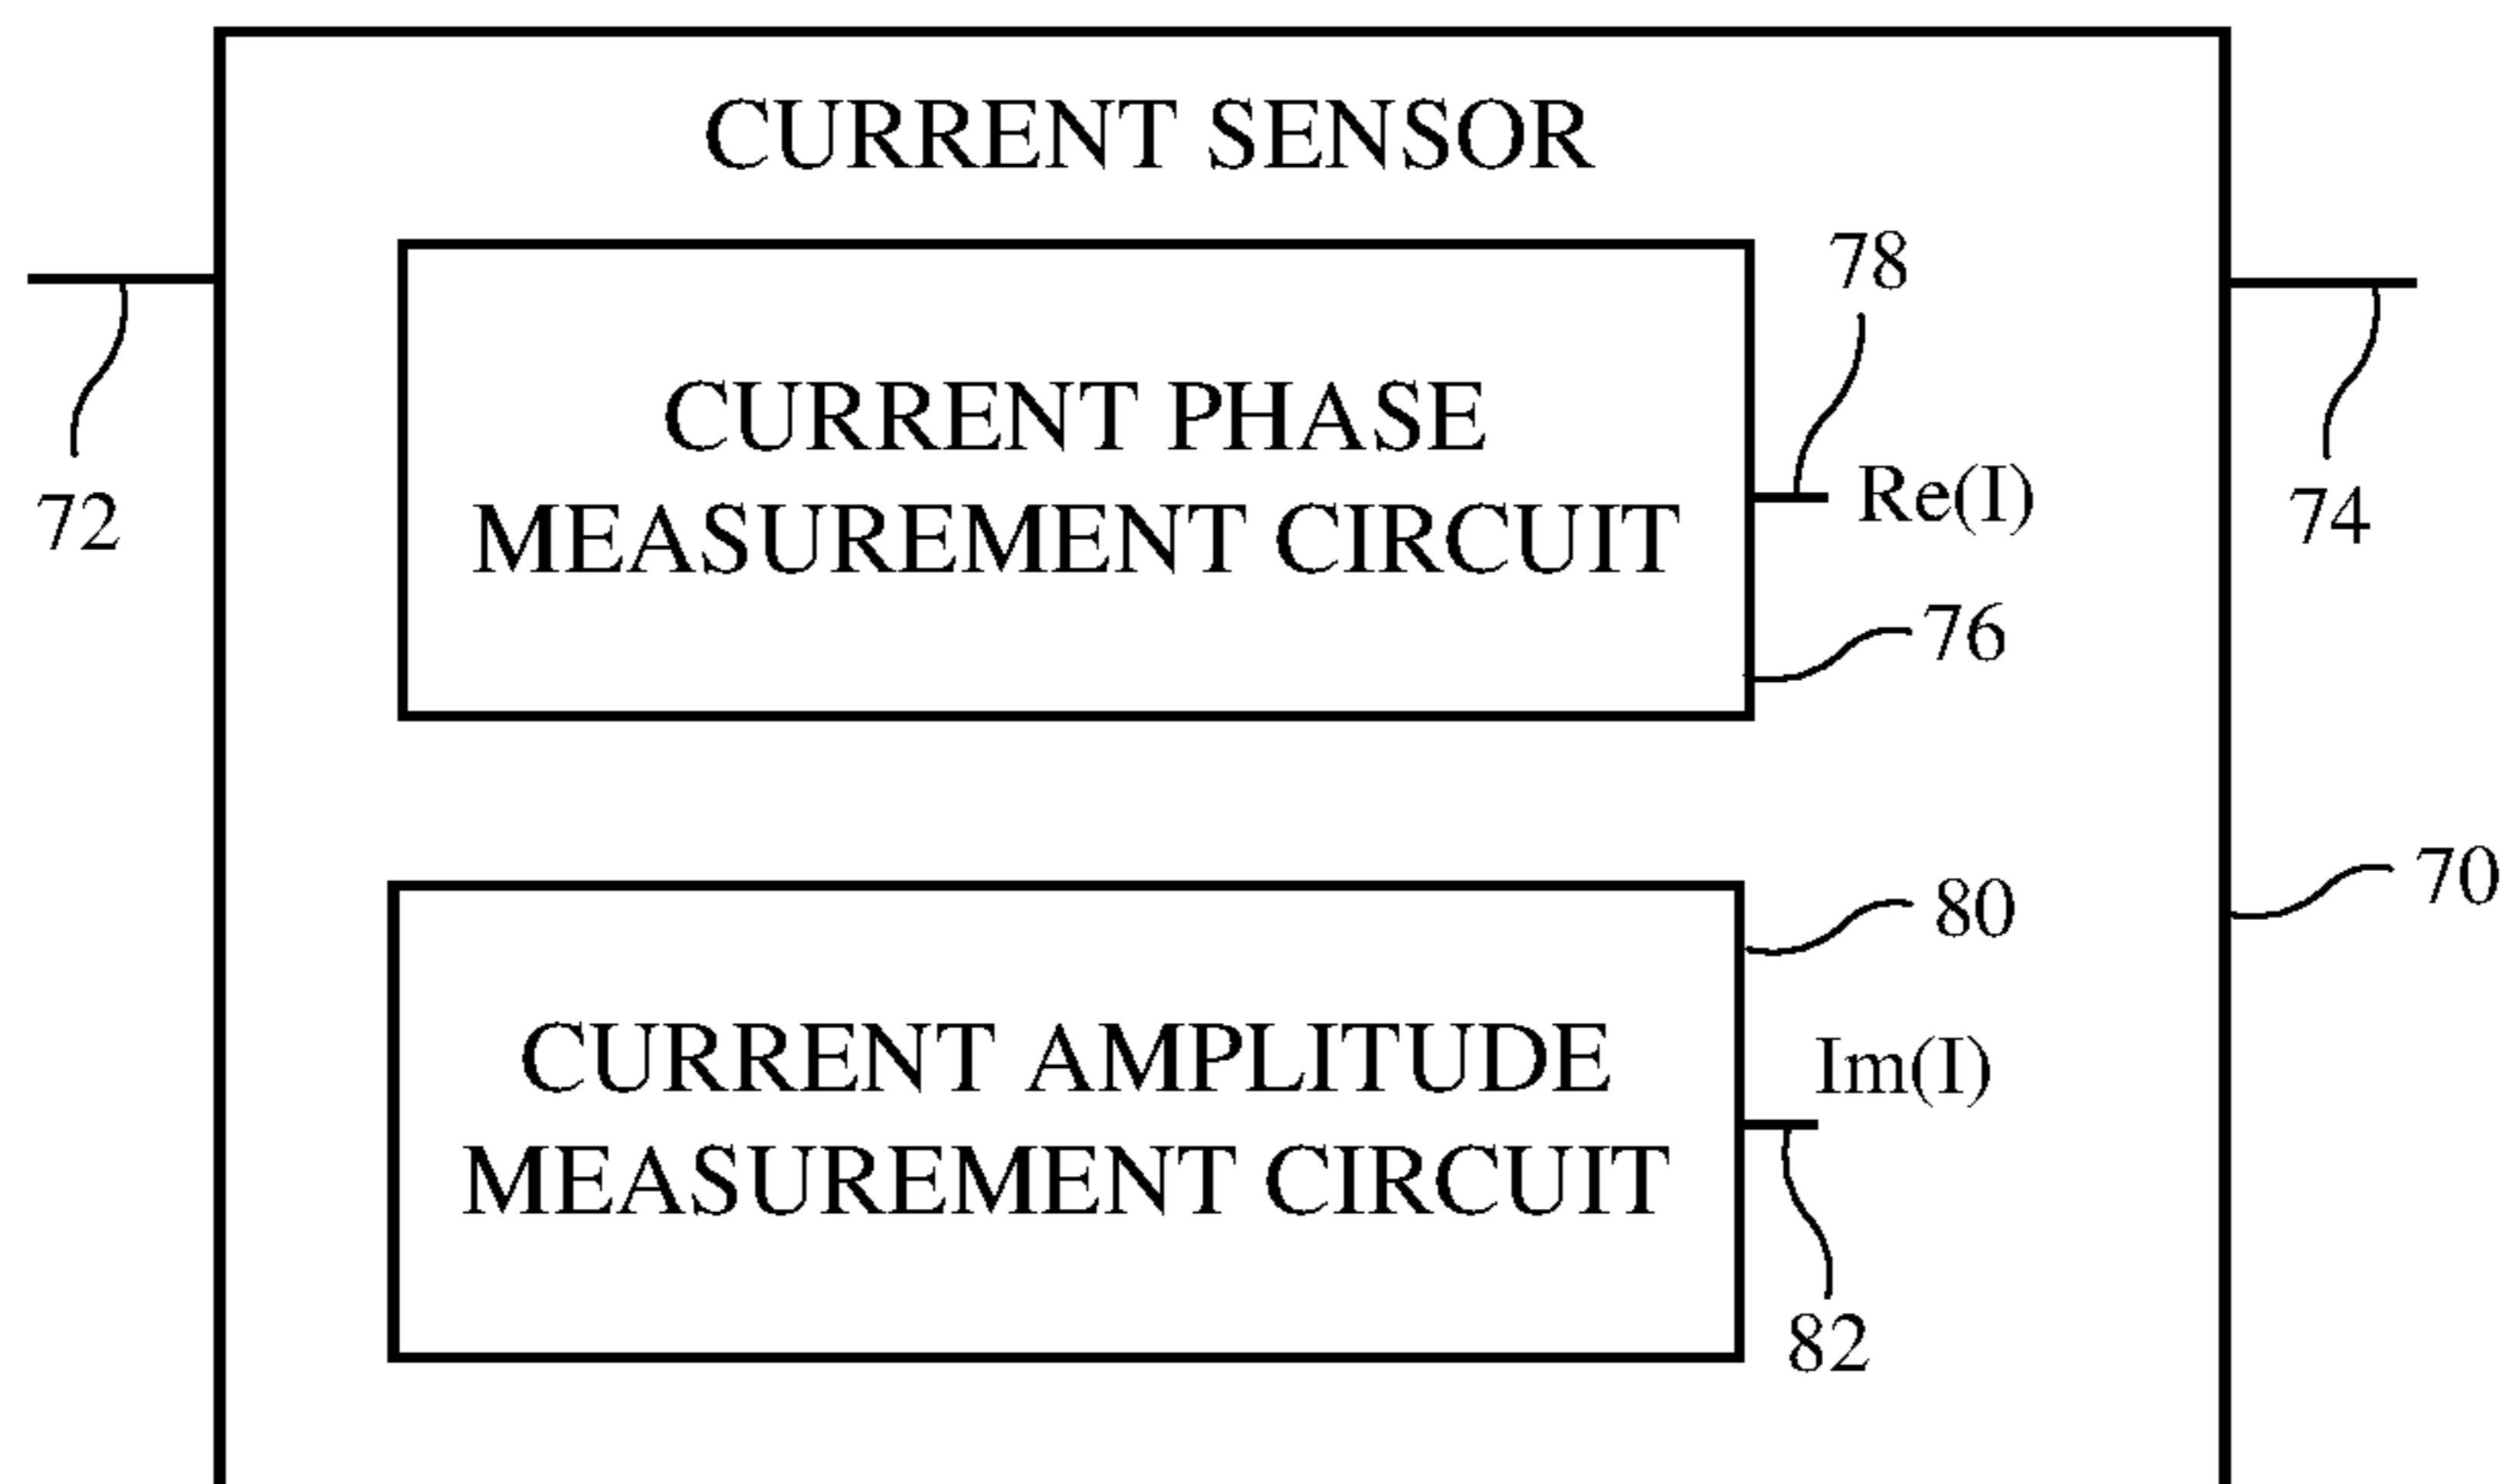 CURRENT SENSOR
78
CURRENT PHASE
MEASUREMENT CIRCUIT
Re(I)
72
74
76
70
80
CURRENT AMPLITUDE
MEASUREMENT CIRCUIT
Im(I)
82